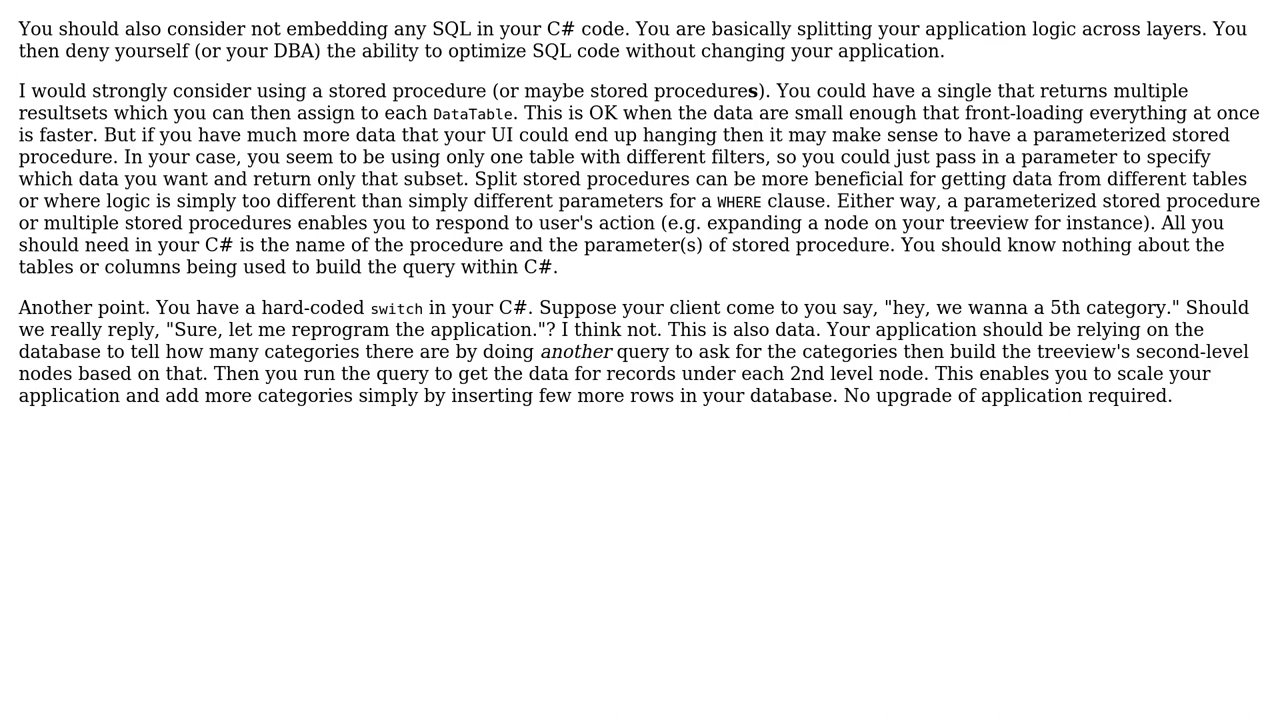 You should also consider not embedding any SQL in your C# code. You are basically splitting your application logic across layers. You
then deny yourself (or your DBA) the ability to optimize SQL code without changing your application.
I would strongly consider using a stored procedure (or maybe stored procedures). You could have a single that returns multiple
resultsets which you can then assign to each DataTable. This is OK when the data are small enough that front-loading everything at once
is faster. But if you have much more data that your UI could end up hanging then it may make sense to have a parameterized stored
procedure. In your case, you seem to be using only one table with different filters, so you could just pass in a parameter to specify
which data you want and return only that subset. Split stored procedures can be more beneficial for getting data from different tables
or where logic is simply too different than simply different parameters for a WHERE clause. Either way, a parameterized stored procedure
or multiple stored procedures enables you to respond to user's action (e.g. expanding a node on your treeview for instance). All you
should need in your C# is the name of the procedure and the parameter(s) of stored procedure. You should know nothing about the
tables or columns being used to build the query within C#.
Another point. You have a hard-coded switch in your C#. Suppose your client come to you say, "hey, we wanna a 5th category." Should
we really reply, "Sure, let me reprogram the application."? I think not. This is also data. Your application should be relying on the
database to tell how many categories there are by doing another query to ask for the categories then build the treeview's second-level
nodes based on that. Then you run the query to get the data for records under each 2nd level node. This enables you to scale your
application and add more categories simply by inserting few more rows in your database. No upgrade of application required.